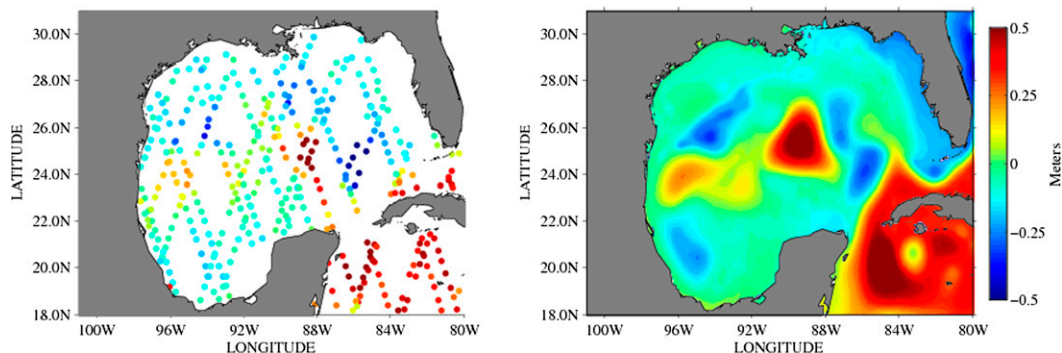 30.0N
28.0N
26.0N
24.0N
22.0N
20.0N
18.0N
LATITUDE
100W
96W
92W
88W
84W
80W
LONGITUDE
30.0N
28.0N
26.0N
24.0N
22.0N
20.0N
18.0N
LATITUDE
100W
96W
92W
88W
84W
80W
LONGITUDE
0.5
0.25
0
−0.25
−0.5
Meters